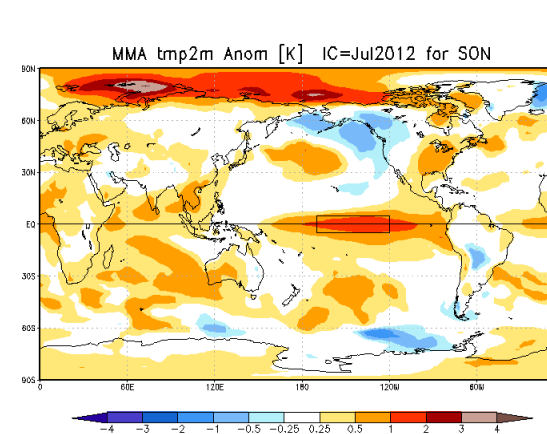 MMA tmp2m Anom [K] IC=Jul2012 for SON
90N
60N
30N
EQ
30S
60S
90S
0 60E 120E 180 120W 60W
-4 -3 -2 -1 -0.5 -0.25 0.25 0.5 1 2 3 4